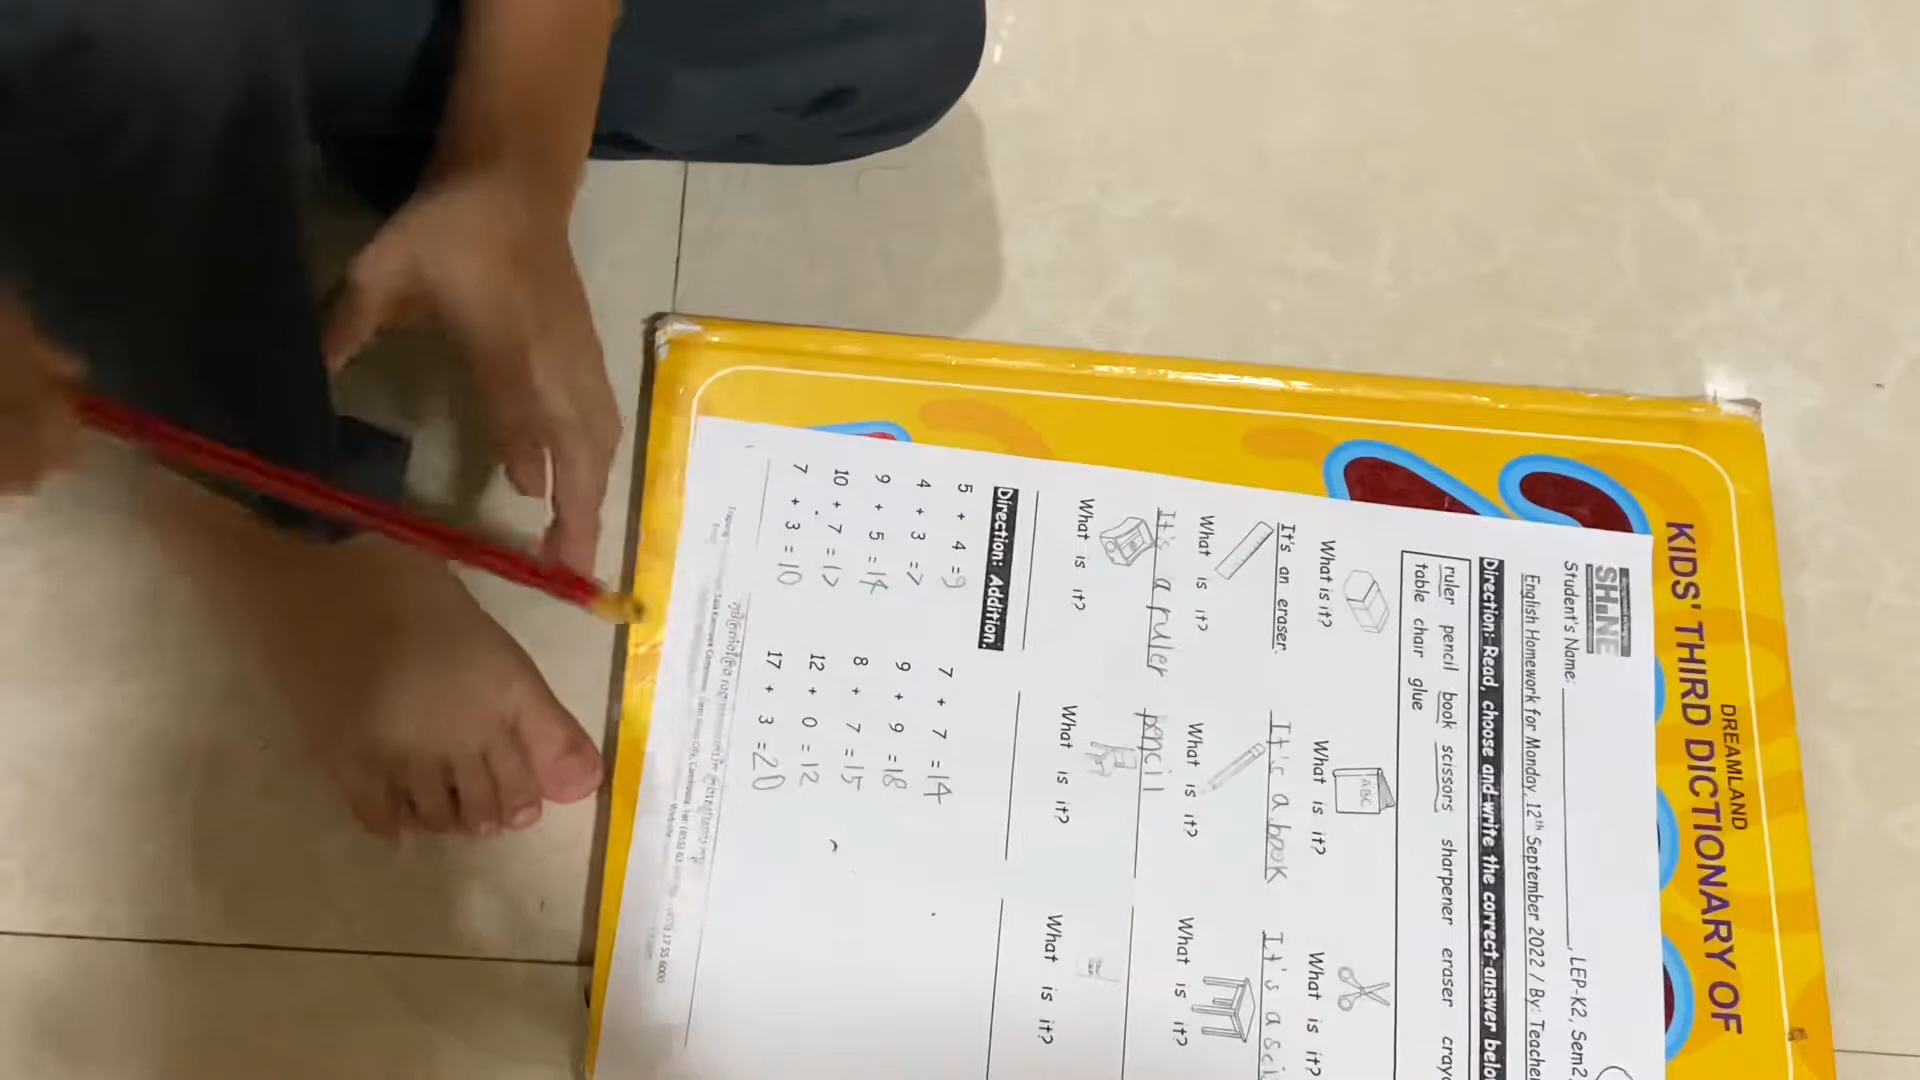 DREAMLAND
KIDS' THIRD DICTIONARY OF
SHINE
Student's Name: , LEP-K2, Sem2
English Homework for Monday, 12th September 2022 / By: Teacher
Direction: Read, choose and write the correct answer below
ruler pencil book scissors sharpener eraser
table chair glue
What is it? What is it? What is it?
ABC
It's an eraser. It's a book It's a sci
What is it? What is it? What is it?
It's a ruler pencil
What is it? What is it? What is it?
Direction: Addition.
5 + 4 =9 7 + 7 =14
4 + 3 =7 9 + 9 =18
9 + 5 =14 8 + 7 =15
10 + 7 =17 12 + 0 =12
7 + 3 =10 17 + 3 =20